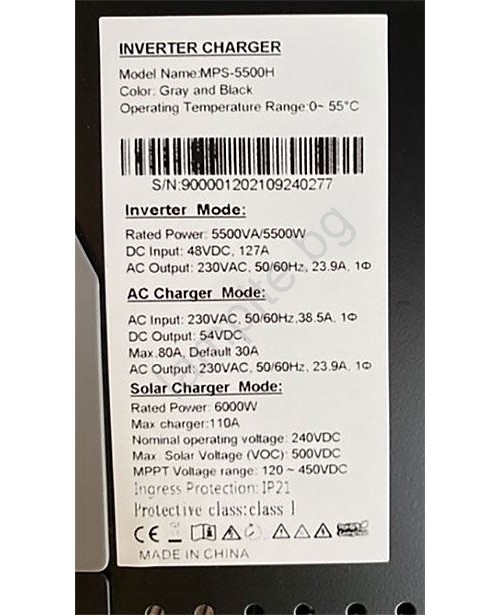 INVERTER CHARGER
Model Name:MPS-5500H
Color: Gray and Black
Operating Temperature Range:0~ 55°C
S/N:900001202109240277
Inverter Mode:
Rated Power: 5500VA/5500W
DC Input: 48VDC, 127A
AC Output: 230VAC, 50/60Hz, 23.9A, 1Φ
AC Charger Mode:
AC Input: 230VAC, 50/60Hz,38.5A, 1Φ
DC Output: 54VDC
Max.80A, Default 30A
AC Output: 230VAC, 50/60Hz, 23.9A, 1Φ
Solar Charger Mode:
Rated Power: 6000W
Max charger:110A
Nominal operating voltage: 240VDC
Max. Solar Voltage (VOC): 500VDC
MPPT Voltage range: 120 ~ 450VDC
Ingress Protection: IP21
Protective class:class I
CE
MADE IN CHINA